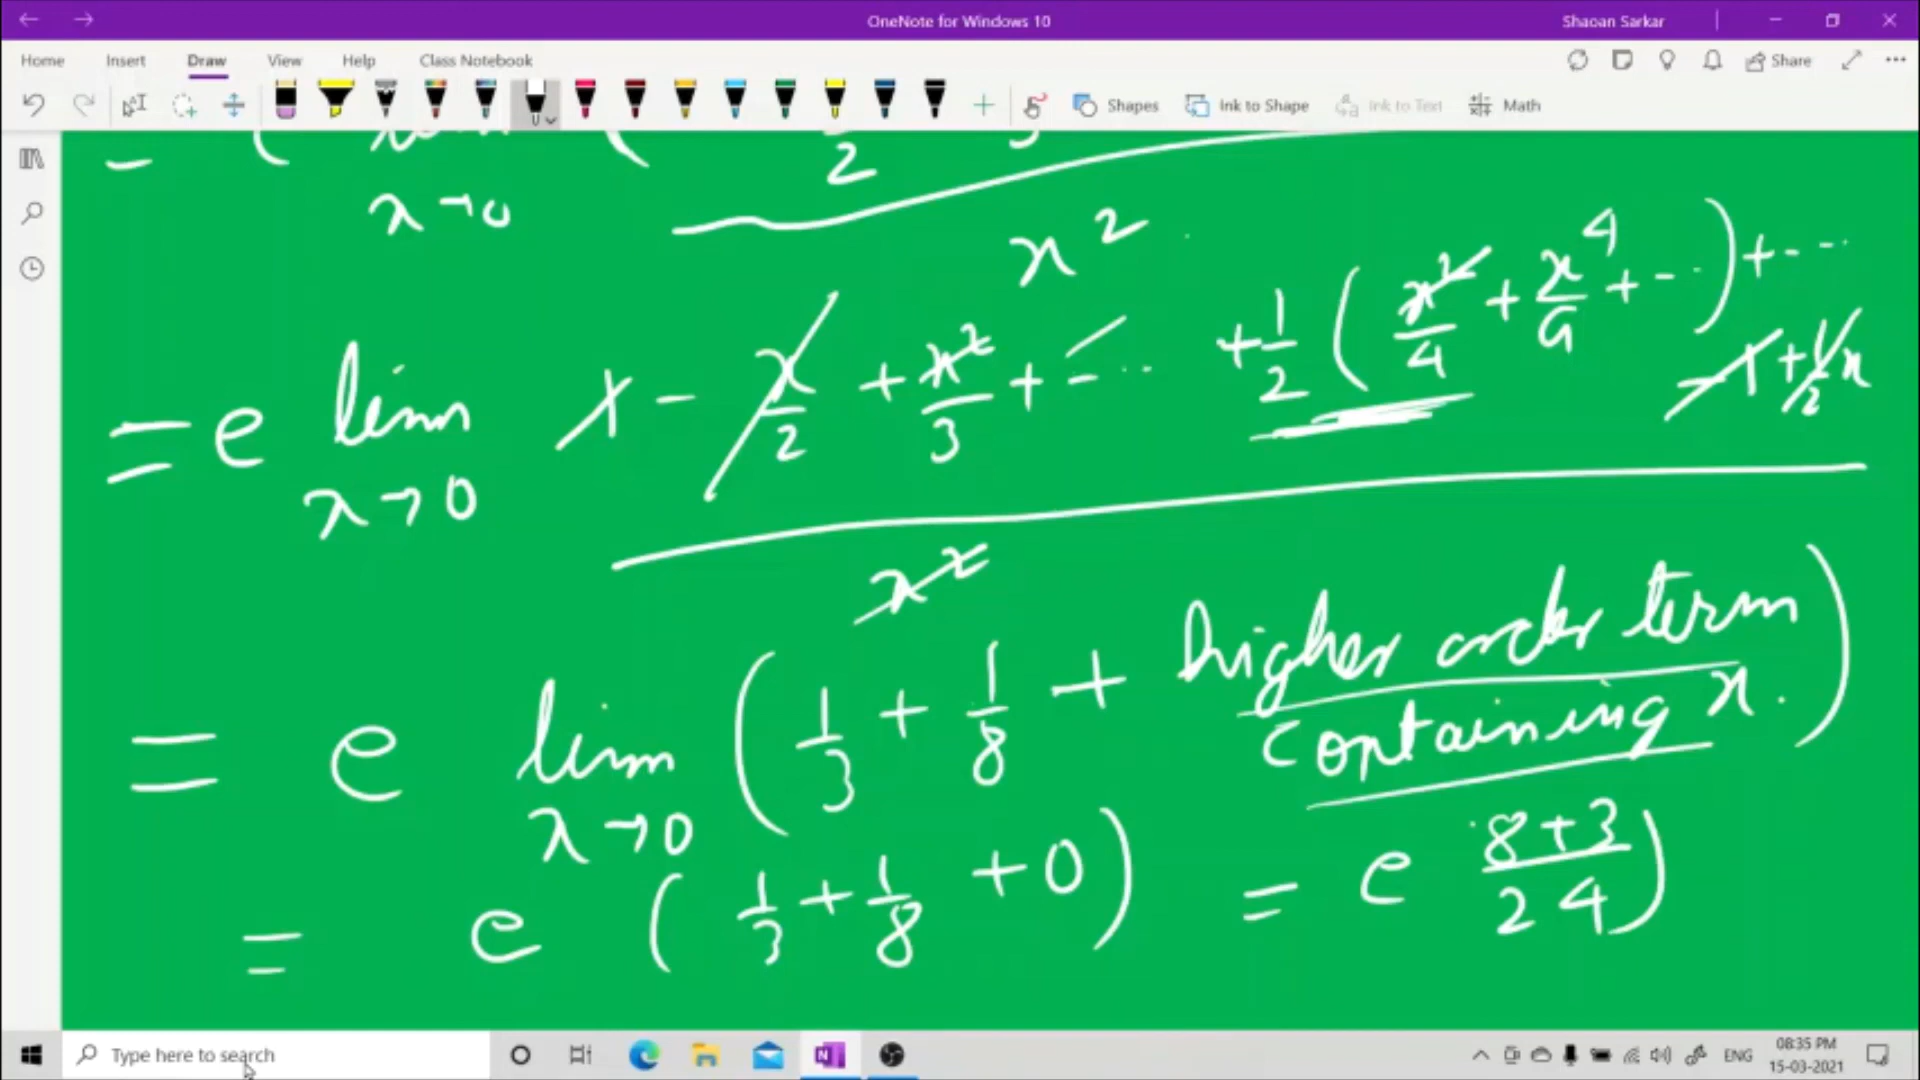 OneNote for Windows 10
Shaoan Sarkar
Home Insert Draw View Help Class Notebook Share
Shapes Ink to Shape Ink to Text Math
= ( lim (
2
x→0
x²
= e lim x - x/2 + x²/3 + -... + 1/2 ( x²/4 + x⁴/9 + -.. ) + -... - x + 1/2 x
x→0
x²
= e lim ( 1/3 + 1/8 + higher order term
containing x. )
x→0
= e ( 1/3 + 1/8 + 0 ) = e 8+3/24 )
Type here to search
ENG
08:35 PM
15-03-2021